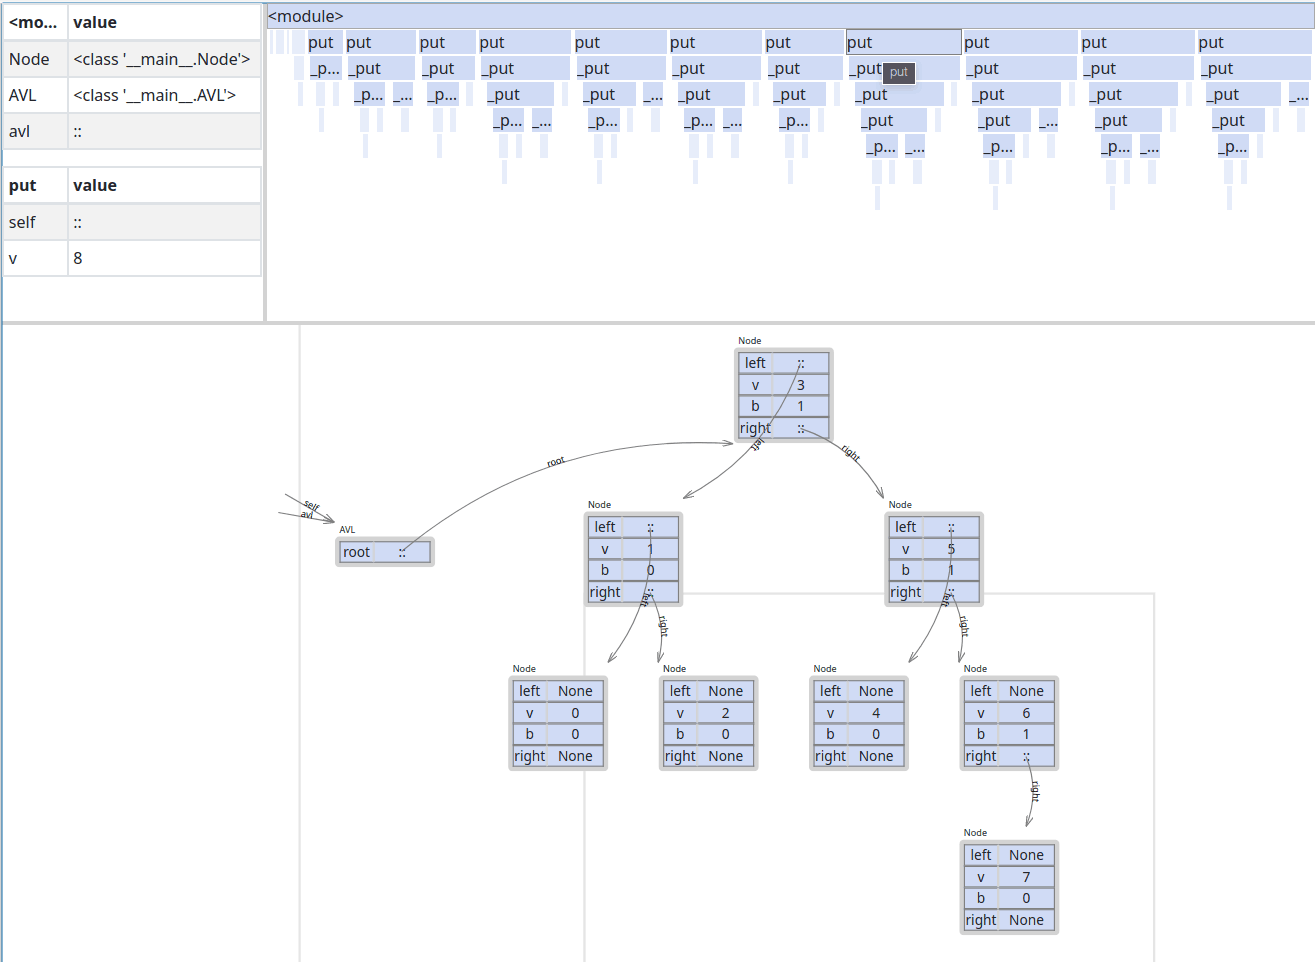 <mo... value
Node <class '__main__.Node'>
AVL <class '__main__.AVL'>
avl ::
put value
self ::
v 8
<module>
put put put put put put put put put put put
_p... _put _put _put _put _put _put _put _put _put _put
_p... _... _p... _put _put _... _put _put _put _put _put _put _...
_p... _... _p... _p... _... _p... _put _put _... _put _put
_p... _... _p... _p... _... _p...
put
Node
left ::
v 3
b 1
right ::
left
right
root
self
avl
AVL
root ::
Node
left ::
v 1
b 0
right ::
left
right
Node
left ::
v 5
b 1
right ::
left
right
Node
left None
v 0
b 0
right None
Node
left None
v 2
b 0
right None
Node
left None
v 4
b 0
right None
Node
left None
v 6
b 1
right ::
right
Node
left None
v 7
b 0
right None